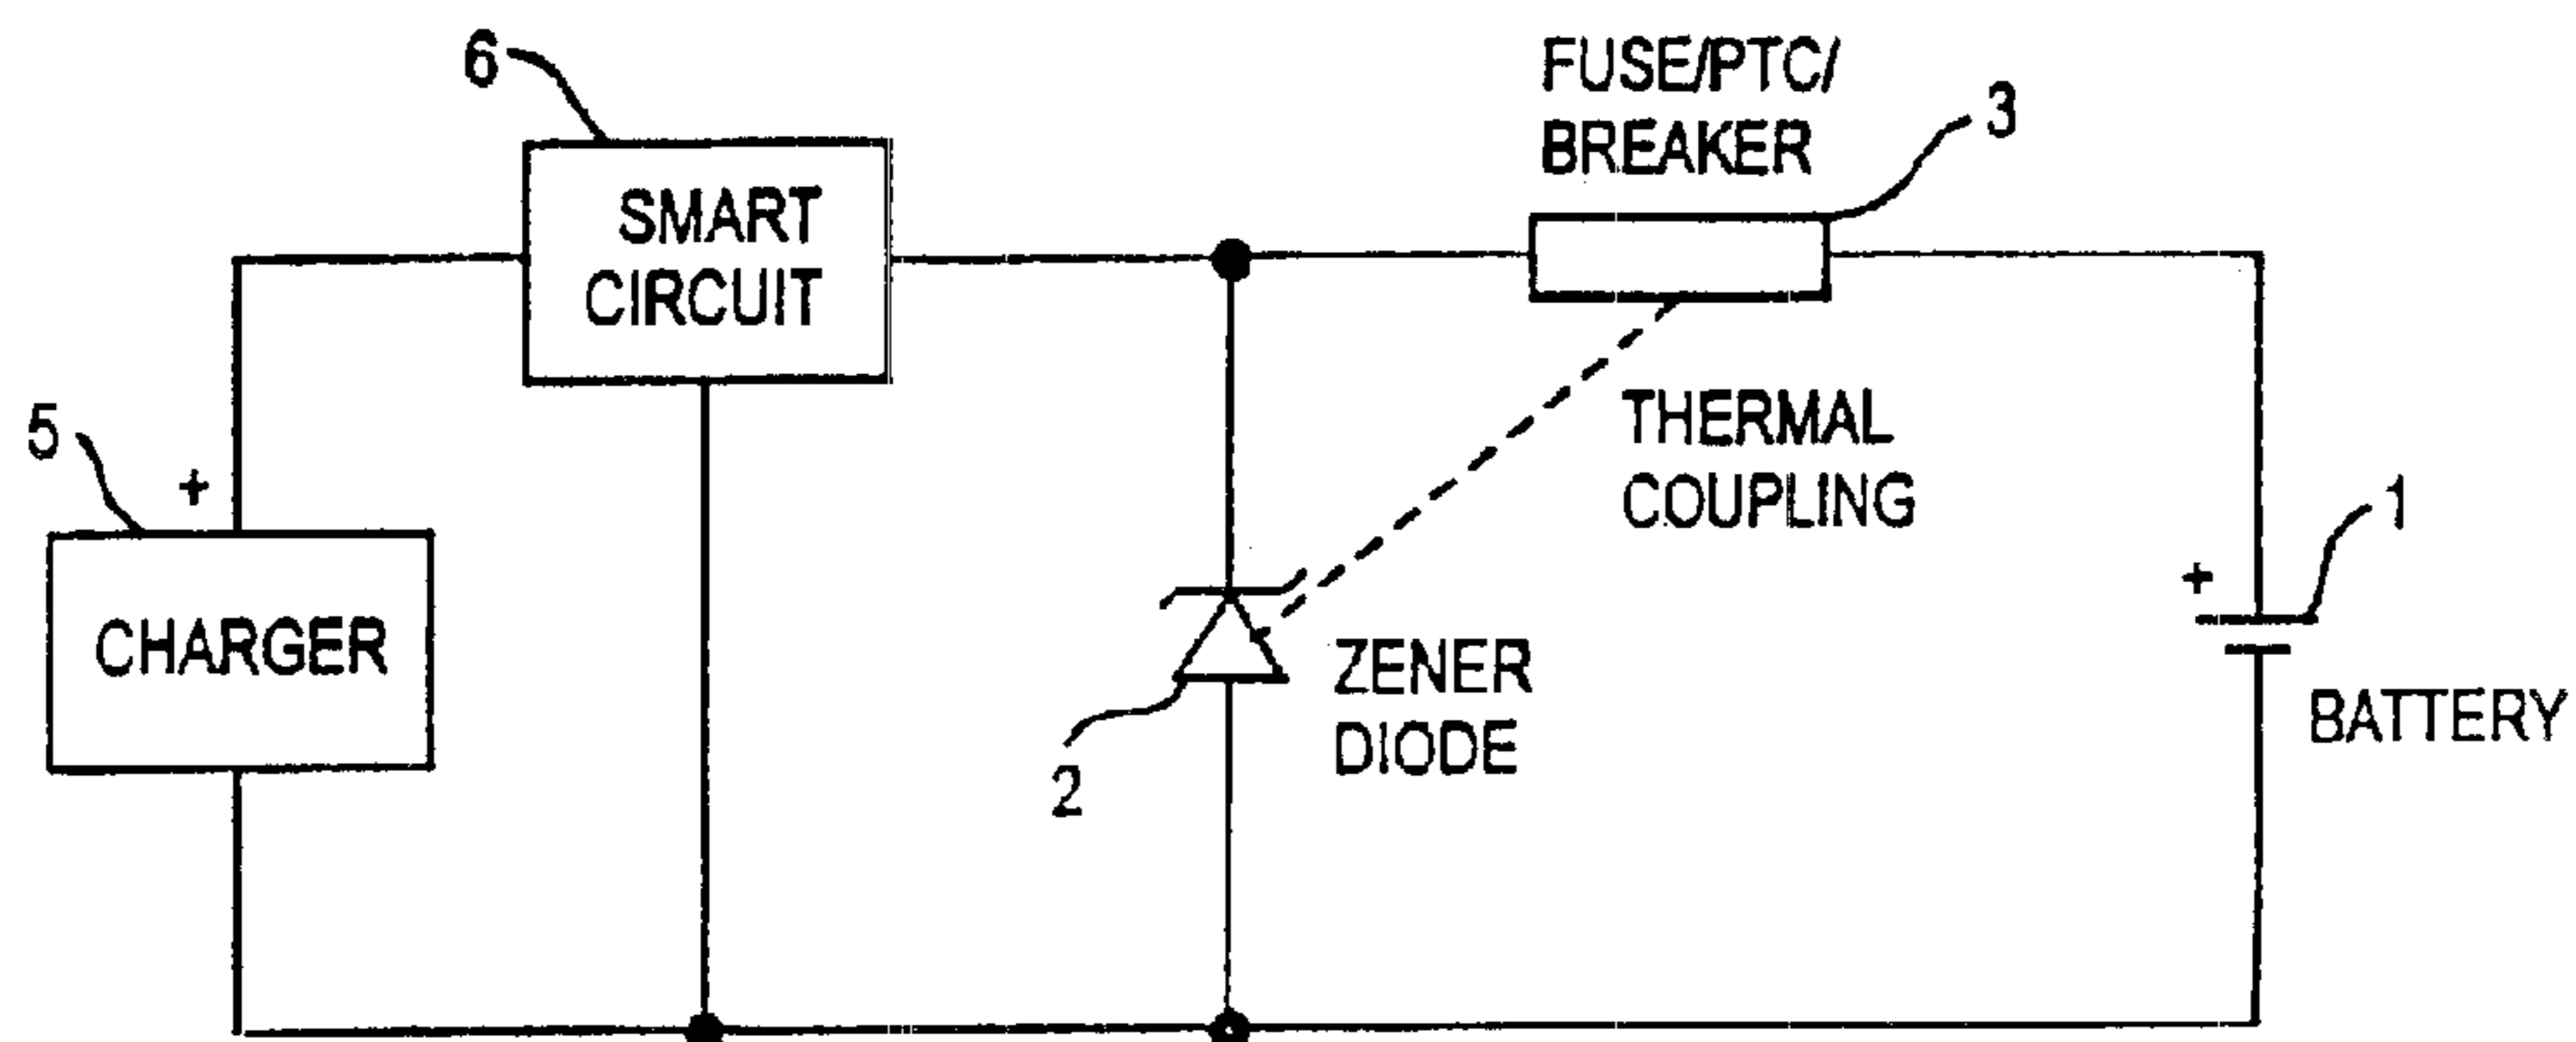 6
SMART
CIRCUIT
FUSE/PTC/
BREAKER
3
5
+
CHARGER
THERMAL
COUPLING
2
ZENER
DIODE
+
1
BATTERY